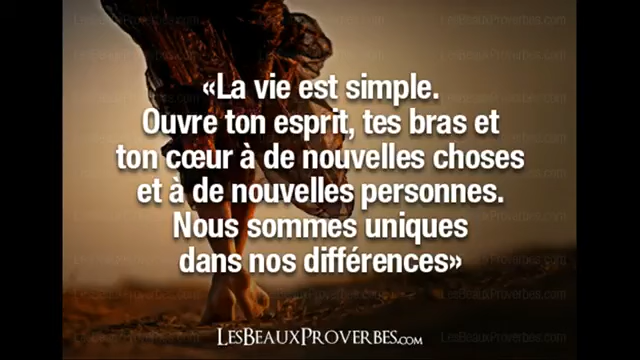 «La vie est simple.
Ouvre ton esprit, tes bras et
ton cœur à de nouvelles choses
et à de nouvelles personnes.
Nous sommes uniques
dans nos différences»
LesBeauxProverbes.com